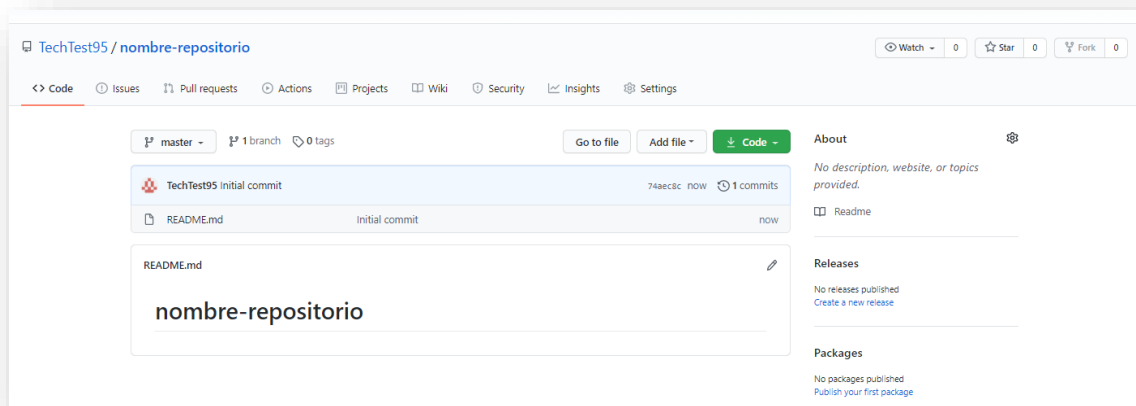 TechTest95 / nombre-repositorio
Watch 0 Star 0 Fork 0
<> Code Issues Pull requests Actions Projects Wiki Security Insights Settings
master 1 branch 0 tags Go to file Add file Code
TechTest95 Initial commit 74aec8c now 1 commits
README.md Initial commit now
README.md
nombre-repositorio
About
No description, website, or topics
provided.
Readme
Releases
No releases published
Create a new release
Packages
No packages published
Publish your first package